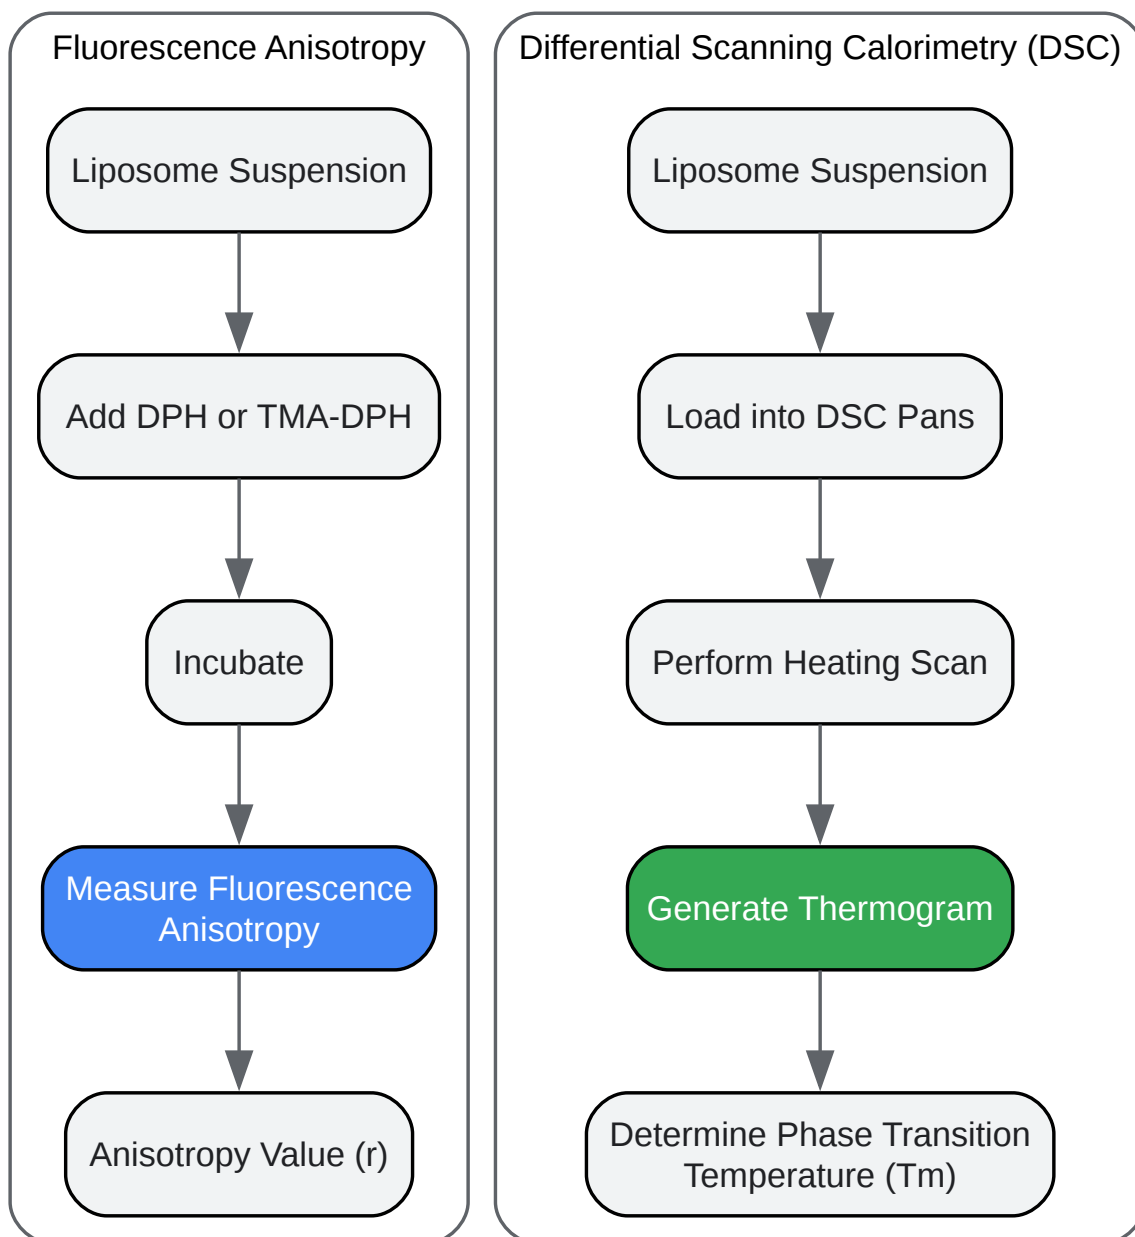 Fluorescence Anisotropy
Liposome Suspension
Add DPH or TMA-DPH
Incubate
Measure Fluorescence
Anisotropy
Anisotropy Value (r)
Differential Scanning Calorimetry (DSC)
Liposome Suspension
Load into DSC Pans
Perform Heating Scan
Generate Thermogram
Determine Phase Transition
Temperature (Tm)